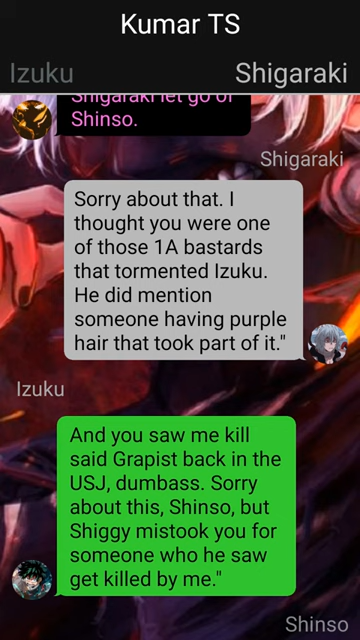 Kumar TS
Izuku Shigaraki
Shigaraki let go of
Shinso.
Shigaraki
Sorry about that. I
thought you were one
of those 1A bastards
that tormented Izuku.
He did mention
someone having purple
hair that took part of it."
Izuku
And you saw me kill
said Grapist back in the
USJ, dumbass. Sorry
about this, Shinso, but
Shiggy mistook you for
someone who he saw
get killed by me."
Shinso